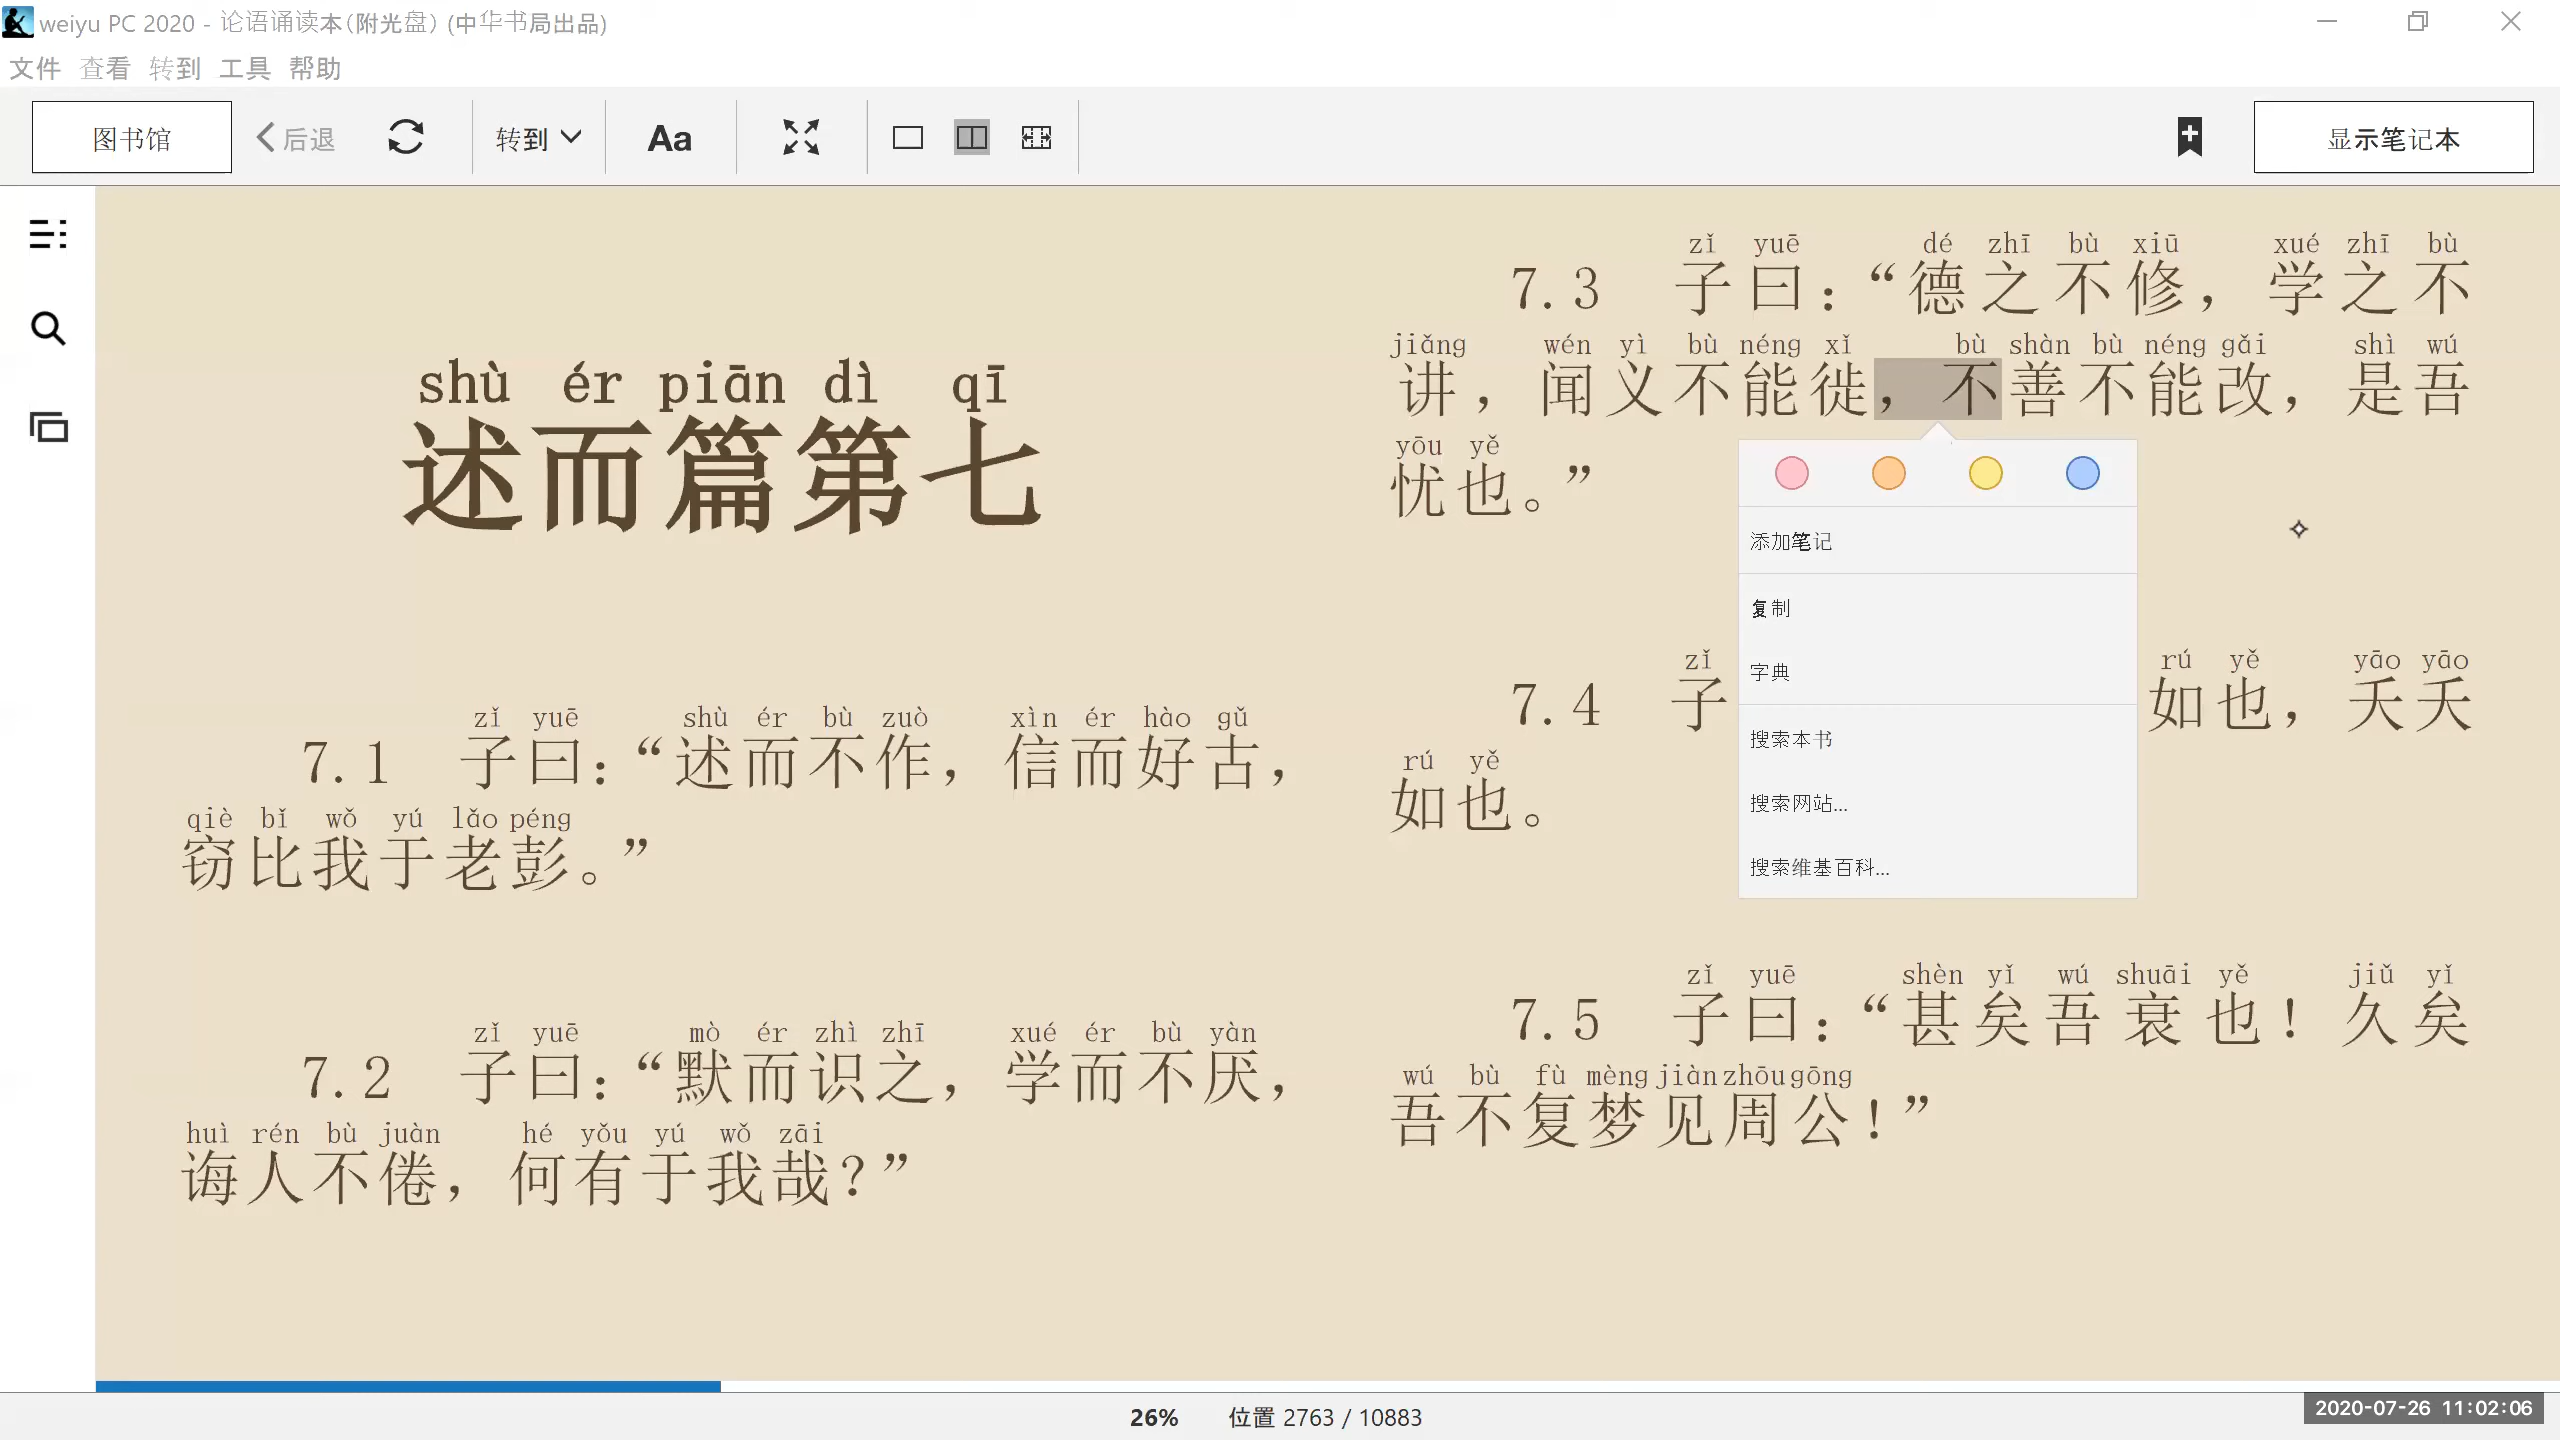 weiyu PC 2020 - 论语诵读本(附光盘) (中华书局出品)
文件 查看 转到 工具 帮助
图书馆 后退 转到 Aa 显示笔记本
shù ér piān dì qī
述而篇第七
zǐ yuē shù ér bù zuò xìn ér hào gǔ
7.1 子曰：“述而不作，信而好古，
qiè bǐ wǒ yú lǎo péng
窃比我于老彭。”
zǐ yuē mò ér zhì zhī xué ér bù yàn
7.2 子曰：“默而识之，学而不厌，
huì rén bù juàn hé yǒu yú wǒ zāi
诲人不倦，何有于我哉？”
zǐ yuē dé zhī bù xiū xué zhī bù
7.3 子曰：“德之不修，学之不
jiǎng wén yì bù néng xǐ bù shàn bù néng gǎi shì wú
讲，闻义不能徙，不善不能改，是吾
yōu yě
忧也。”
添加笔记
复制
字典
搜索本书
搜索网站...
搜索维基百科...
zǐ rú yě yāo yāo
7.4 子 如也，夭夭
rú yě
如也。
zǐ yuē shèn yǐ wú shuāi yě jiǔ yǐ
7.5 子曰：“甚矣吾衰也！久矣
wú bù fù mèng jiàn zhōu gōng
吾不复梦见周公！”
26% 位置 2763 / 10883
2020-07-26 11:02:06